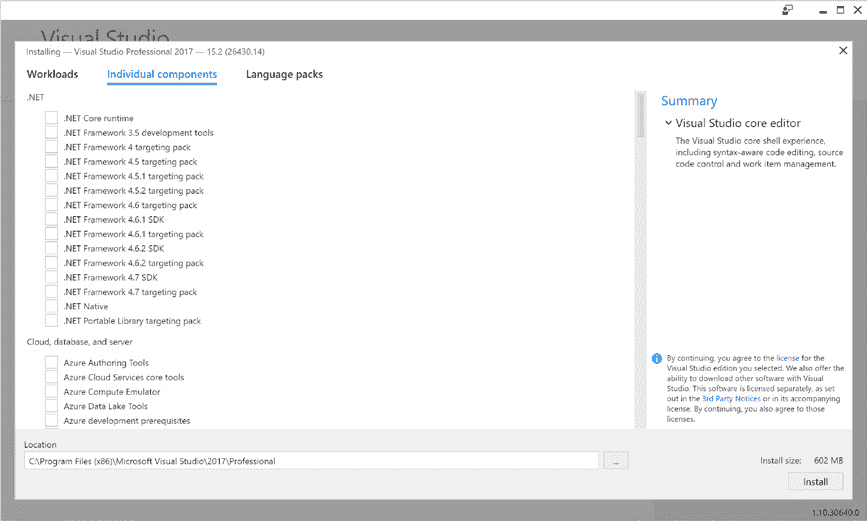 Visual Studio
Installing — Visual Studio Professional 2017 — 15.2 (26430.14)
Workloads
Individual components
Language packs
.NET
.NET Core runtime
.NET Framework 3.5 development tools
.NET Framework 4 targeting pack
.NET Framework 4.5 targeting pack
.NET Framework 4.5.1 targeting pack
.NET Framework 4.5.2 targeting pack
.NET Framework 4.6 targeting pack
.NET Framework 4.6.1 SDK
.NET Framework 4.6.1 targeting pack
.NET Framework 4.6.2 SDK
.NET Framework 4.6.2 targeting pack
.NET Framework 4.7 SDK
.NET Framework 4.7 targeting pack
.NET Native
.NET Portable Library targeting pack
Cloud, database, and server
Azure Authoring Tools
Azure Cloud Services core tools
Azure Compute Emulator
Azure Data Lake Tools
Azure development prerequisites
Summary
Visual Studio core editor
The Visual Studio core shell experience,
including syntax-aware code editing, source
code control and work item management.
By continuing, you agree to the license for the
Visual Studio edition you selected. We also offer the
ability to download other software with Visual
Studio. This software is licensed separately, as set
out in the 3rd Party Notices or in its accompanying
license. By continuing, you also agree to those
licenses.
Location
C:\Program Files (x86)\Microsoft Visual Studio\2017\Professional
...
Install size: 602 MB
Install
1.10.30640.0